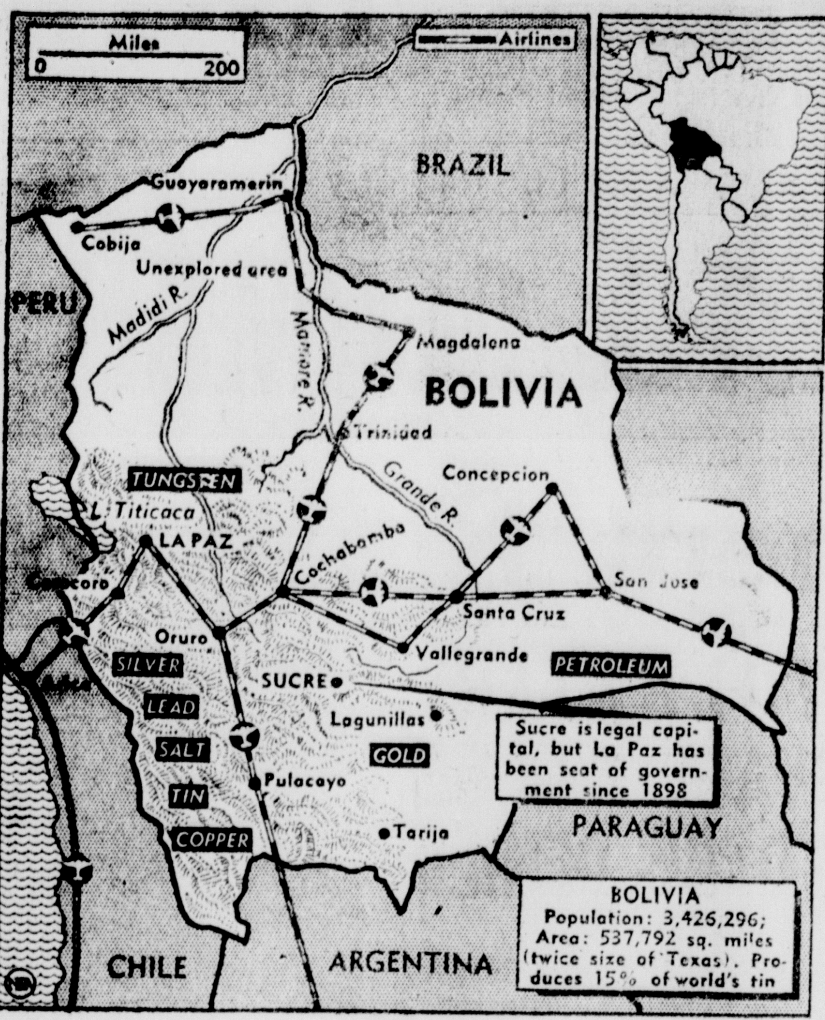 Miles
0 200
Airlines
BRAZIL
Guayaramerin
Cobija
Unexplored area
PERU
Madidi R.
Mamore R.
Magdalena
BOLIVIA
Trinidad
Grande R.
Concepcion
TUNGSTEN
L. Titicaca
LA PAZ
Cochabamba
San Jose
Santa Cruz
Oruro
Vallegrande
SILVER
PETROLEUM
SUCRE
LEAD
Lagunillas
SALT
GOLD
Sucre is legal capi-
tal, but La Paz has
been seat of govern-
ment since 1898
Pulacayo
TIN
Tarija
COPPER
PARAGUAY
BOLIVIA
Population: 3,426,296;
Area: 537,792 sq. miles
(twice size of Texas). Pro-
duces 15% of world's tin
CHILE
ARGENTINA
NEA